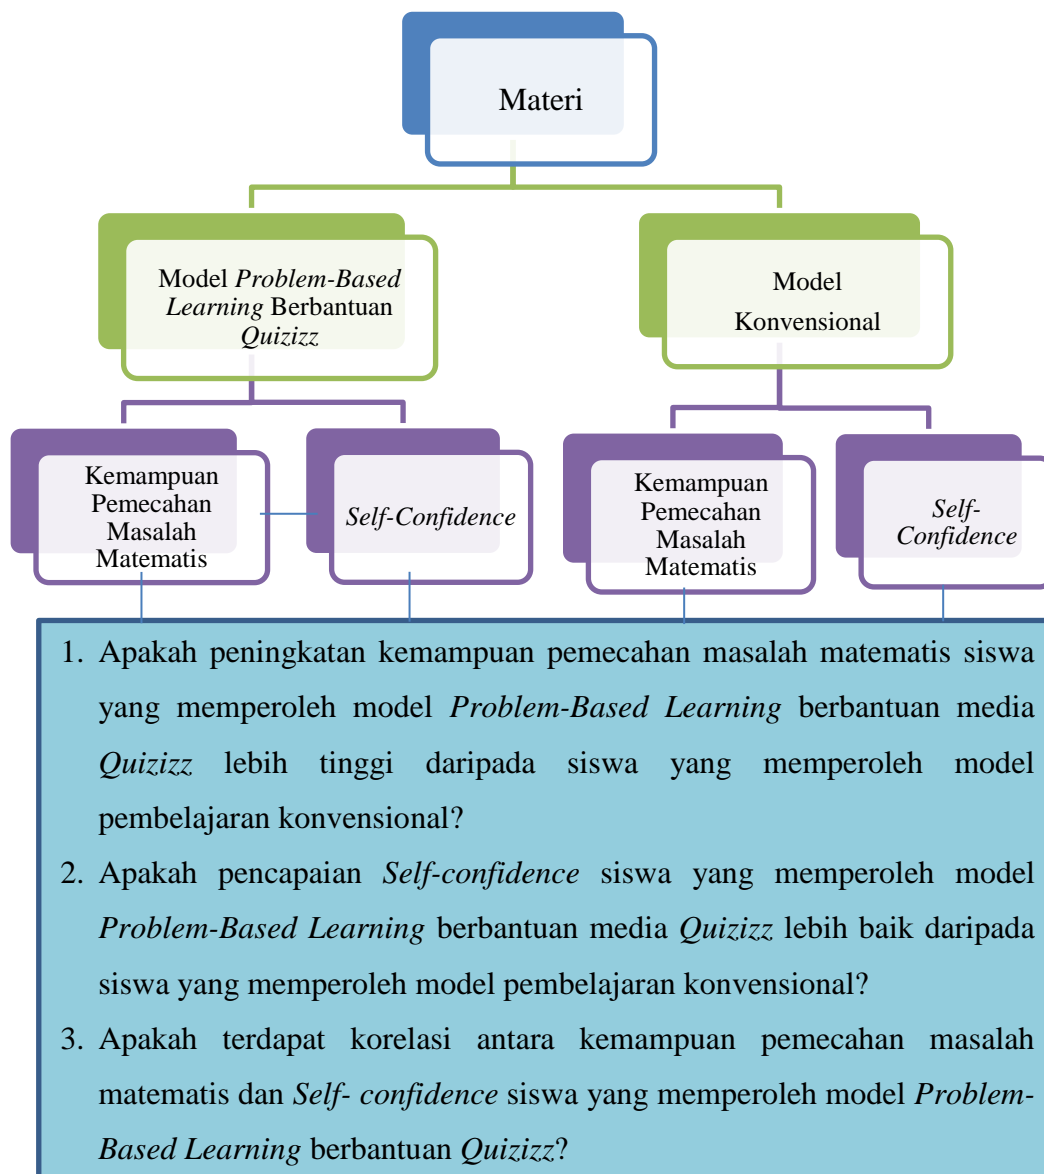 Materi
Model Problem-Based
Learning Berbantuan
Quizizz
Model
Konvensional
Kemampuan
Pemecahan
Masalah
Matematis
Self-Confidence
Kemampuan
Pemecahan
Masalah
Matematis
Self-
Confidence
1. Apakah peningkatan kemampuan pemecahan masalah matematis siswa
yang memperoleh model Problem-Based Learning berbantuan media
Quizizz lebih tinggi daripada siswa yang memperoleh model
pembelajaran konvensional?
2. Apakah pencapaian Self-confidence siswa yang memperoleh model
Problem-Based Learning berbantuan media Quizizz lebih baik daripada
siswa yang memperoleh model pembelajaran konvensional?
3. Apakah terdapat korelasi antara kemampuan pemecahan masalah
matematis dan Self- confidence siswa yang memperoleh model Problem-
Based Learning berbantuan Quizizz?